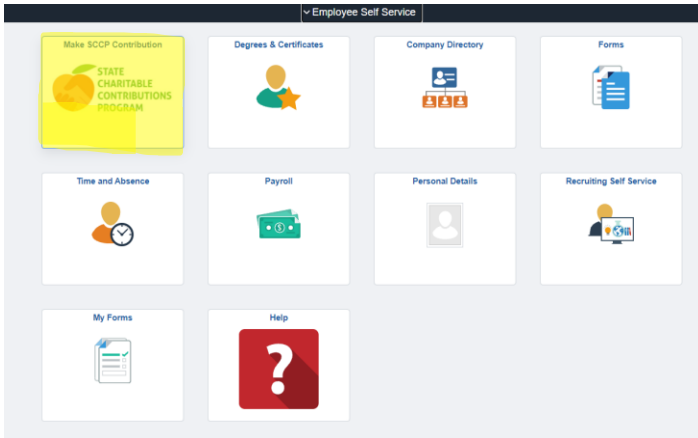 Employee Self Service
Make SCCP Contribution
STATE
CHARITABLE
CONTRIBUTIONS
PROGRAM
Degrees & Certificates
Company Directory
Forms
Time and Absence
Payroll
Personal Details
Recruiting Self Service
My Forms
Help
?